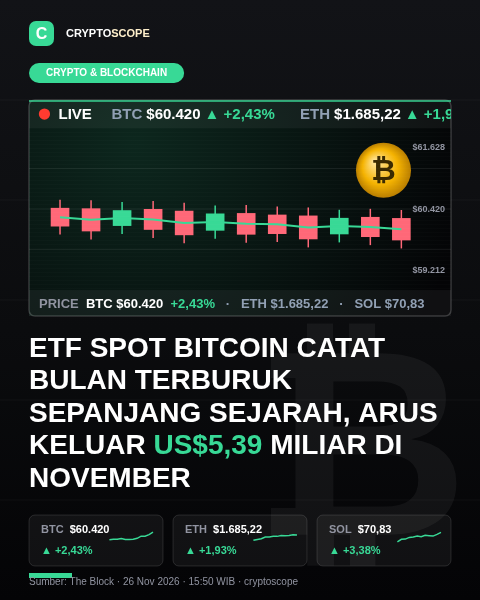 C CRYPTOSCOPE
CRYPTO & BLOCKCHAIN
LIVE BTC $60.420 ▲ +2,43% ETH $1.685,22 ▲ +1,9
$61.628
$60.420
$59.212
PRICE BTC $60.420 +2,43% · ETH $1.685,22 · SOL $70,83
ETF SPOT BITCOIN CATAT
BULAN TERBURUK
SEPANJANG SEJARAH, ARUS
KELUAR US$5,39 MILIAR DI
NOVEMBER
BTC $60.420 ETH $1.685,22 SOL $70,83
▲ +2,43% ▲ +1,93% ▲ +3,38%
Sumber: The Block · 26 Nov 2026 · 15:50 WIB · cryptoscope